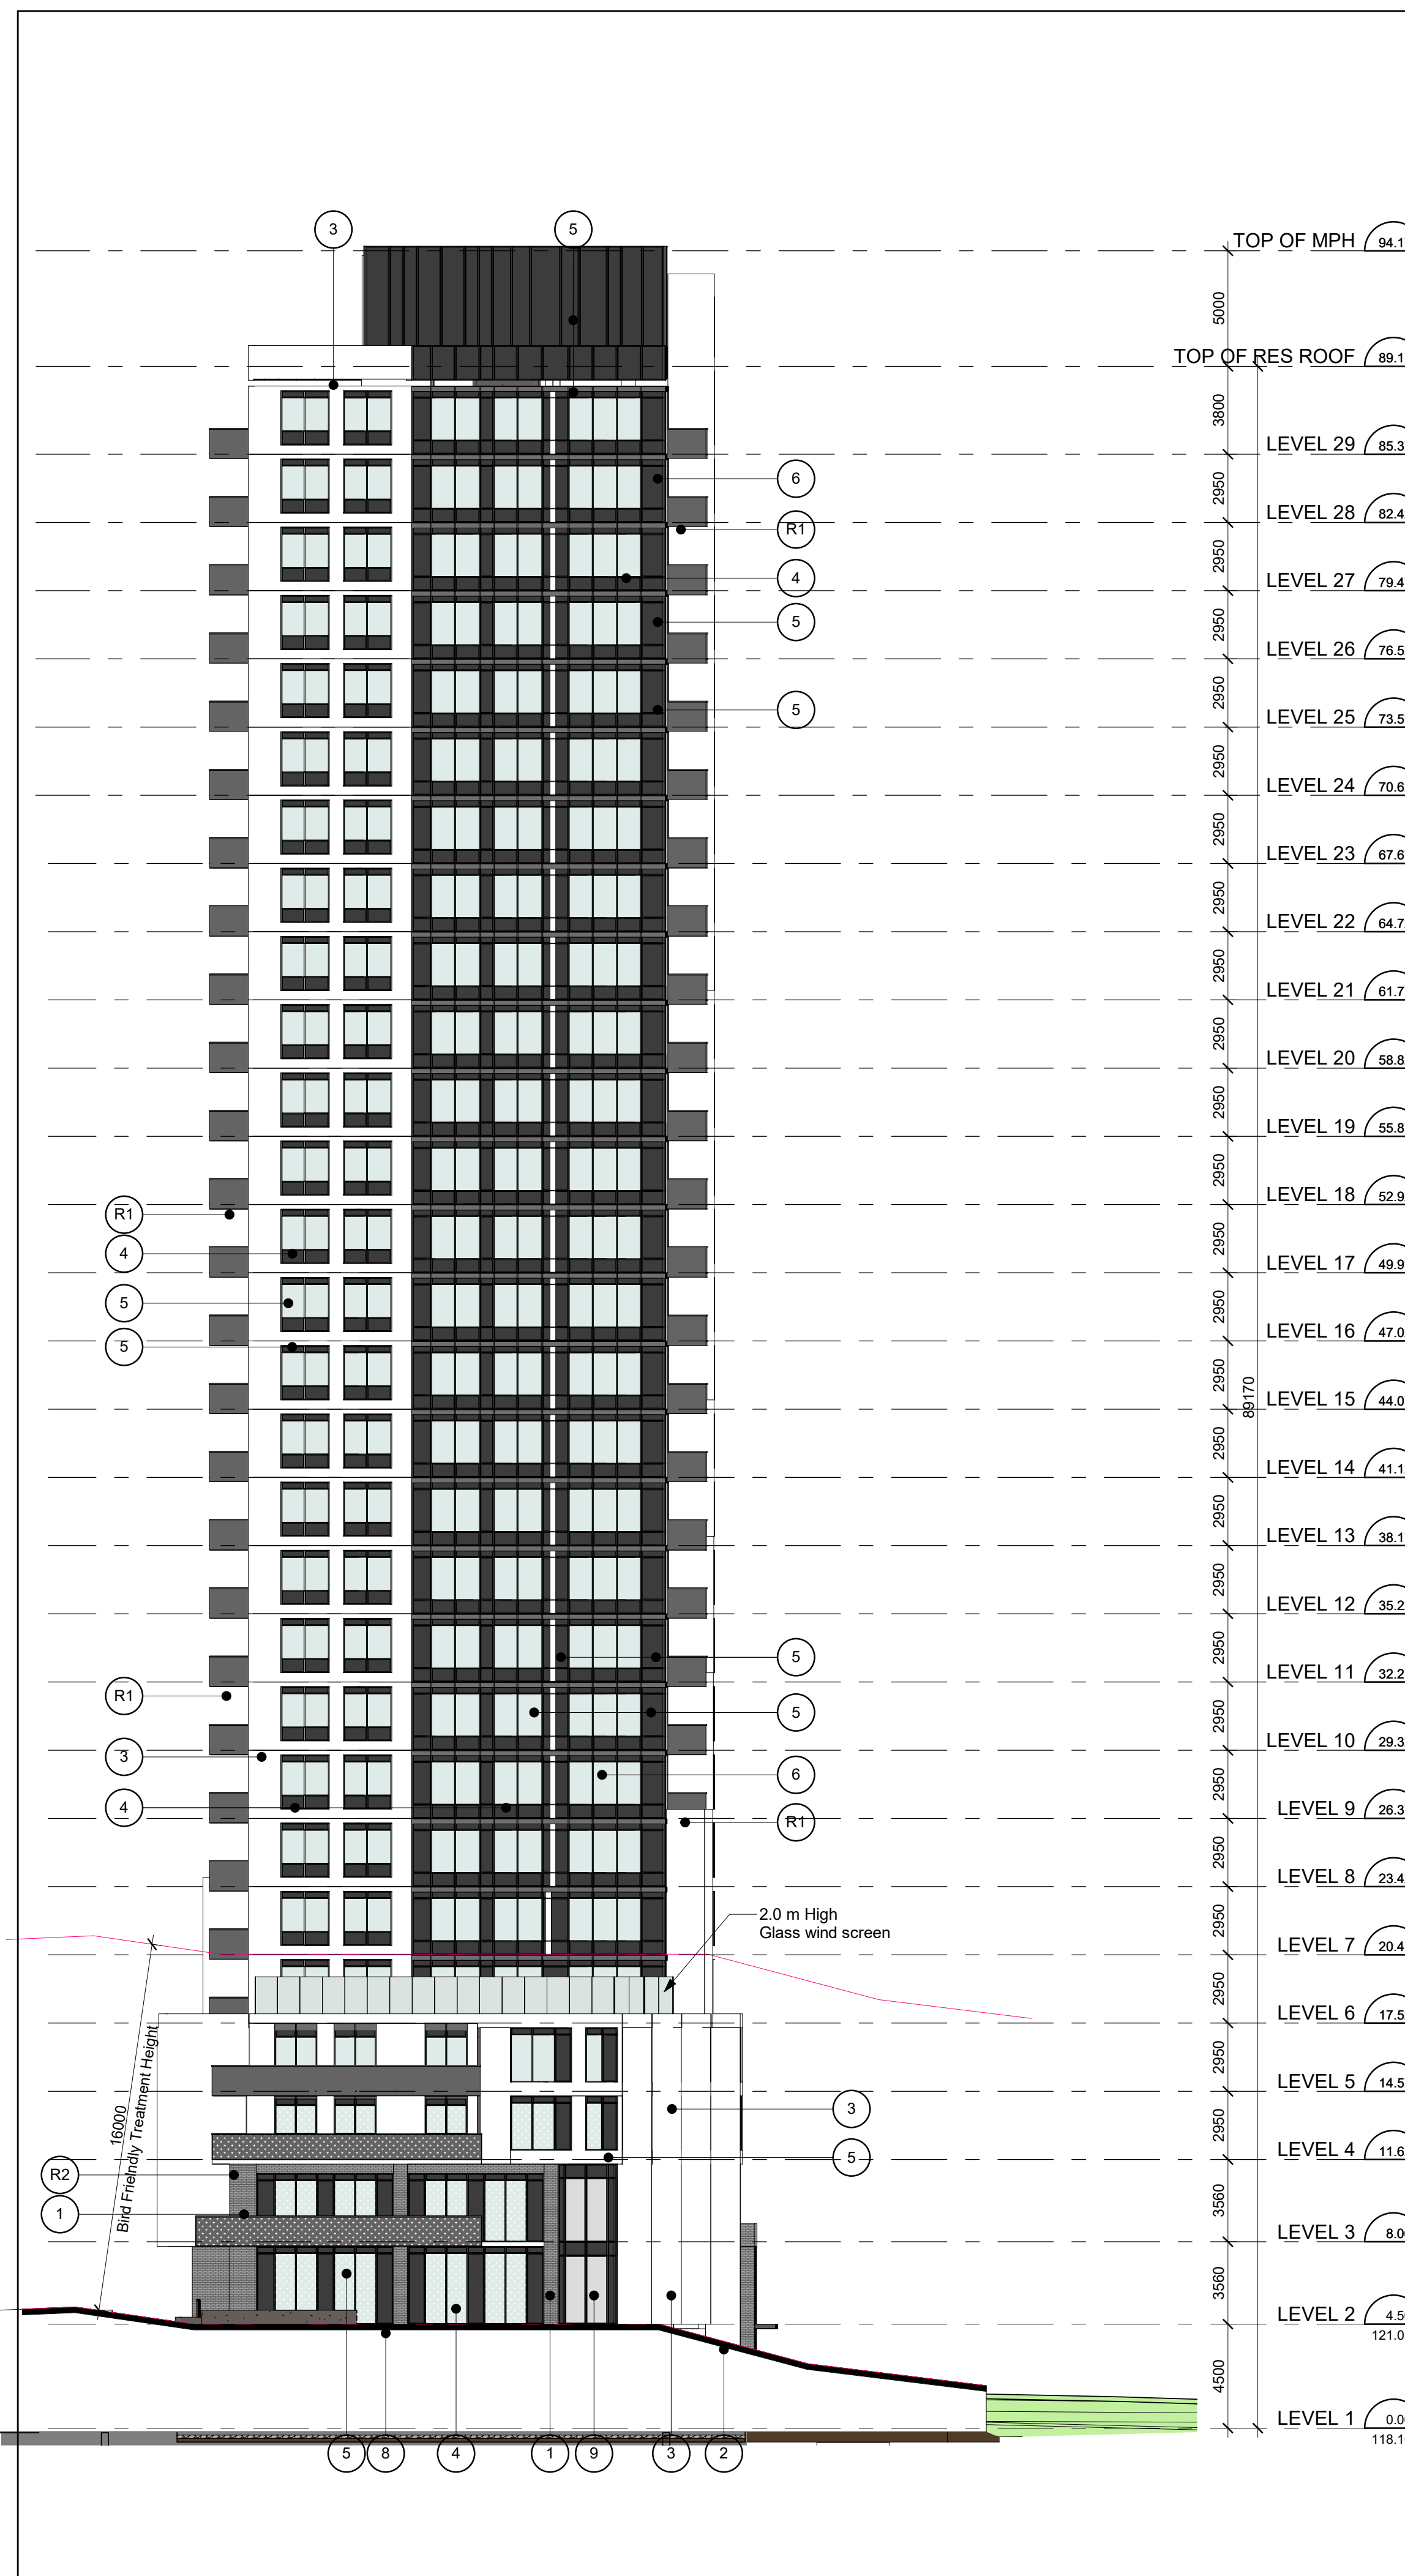 3
5
TOP OF MPH 94.1
5000
TOP OF RES ROOF 89.1
3800
LEVEL 29 85.3
6
2950
LEVEL 28 82.4
R1
2950
4
LEVEL 27 79.4
2950
5
LEVEL 26 76.5
2950
5
LEVEL 25 73.5
2950
LEVEL 24 70.6
2950
LEVEL 23 67.6
2950
LEVEL 22 64.7
2950
LEVEL 21 61.7
2950
LEVEL 20 58.8
2950
LEVEL 19 55.8
2950
LEVEL 18 52.9
R1
2950
4
LEVEL 17 49.9
5
2950
LEVEL 16 47.0
5
2950
89170
LEVEL 15 44.0
2950
LEVEL 14 41.1
2950
LEVEL 13 38.1
2950
LEVEL 12 35.2
2950
5
LEVEL 11 32.2
R1
5
2950
LEVEL 10 29.3
3
6
2950
4
LEVEL 9 26.3
R1
2950
LEVEL 8 23.4
2.0 m High
Glass wind screen
2950
LEVEL 7 20.4
2950
LEVEL 6 17.5
16000
Bird Frielndly Treatment Height
2950
LEVEL 5 14.5
3
2950
5
LEVEL 4 11.6
R2
1
3560
LEVEL 3 8.0
3560
LEVEL 2 4.5
121.0
4500
LEVEL 1 0.0
118.1
5 8 4 1 9 3 2